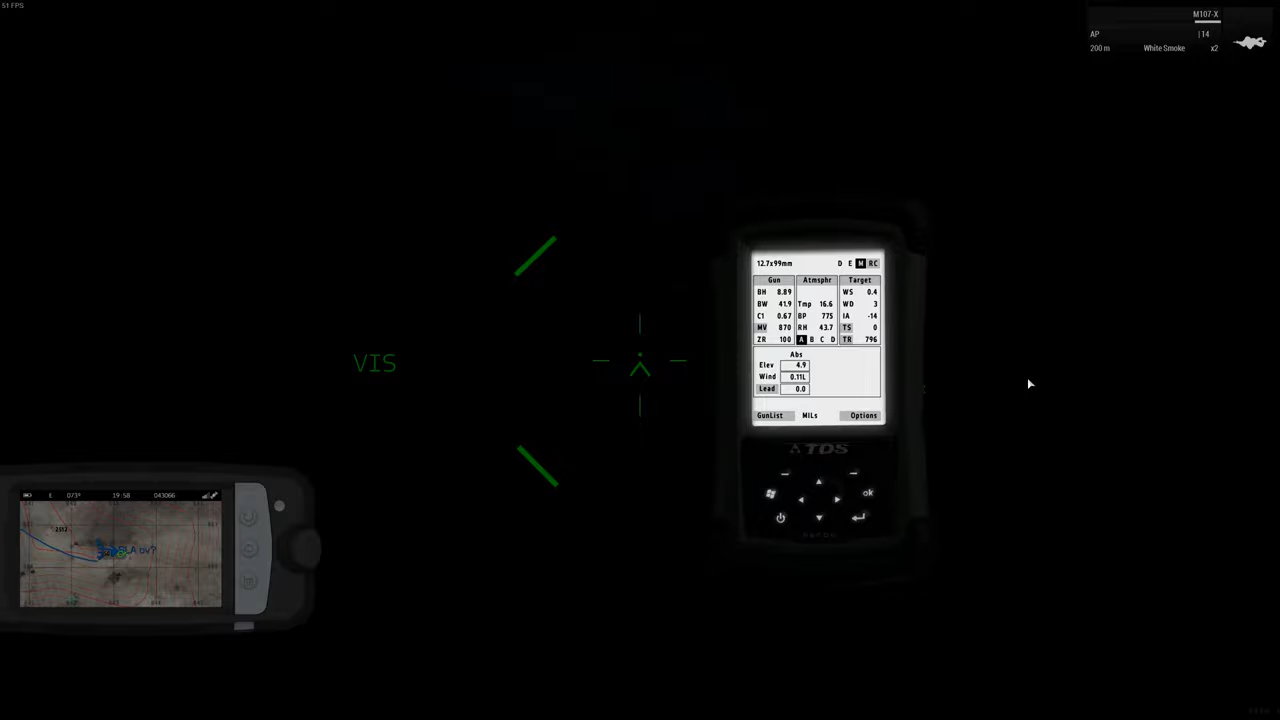 51 FPS
M107-X
AP |14
200 m White Smoke x2
12.7x99mm D E M RC
Gun Atmsphr Target
BH 8.89 WS 0.4
BW 41.9 Tmp 16.6 WD 3
C1 0.67 BP 775 IA -14
MV 870 RH 43.7 TS 0
ZR 100 A B C D TR 796
Abs
Elev 4.9
Wind 0.11L
Lead 0.0
GunList MILs Options
VIS
TDS
ok
E 073° 19:58 043066
2512